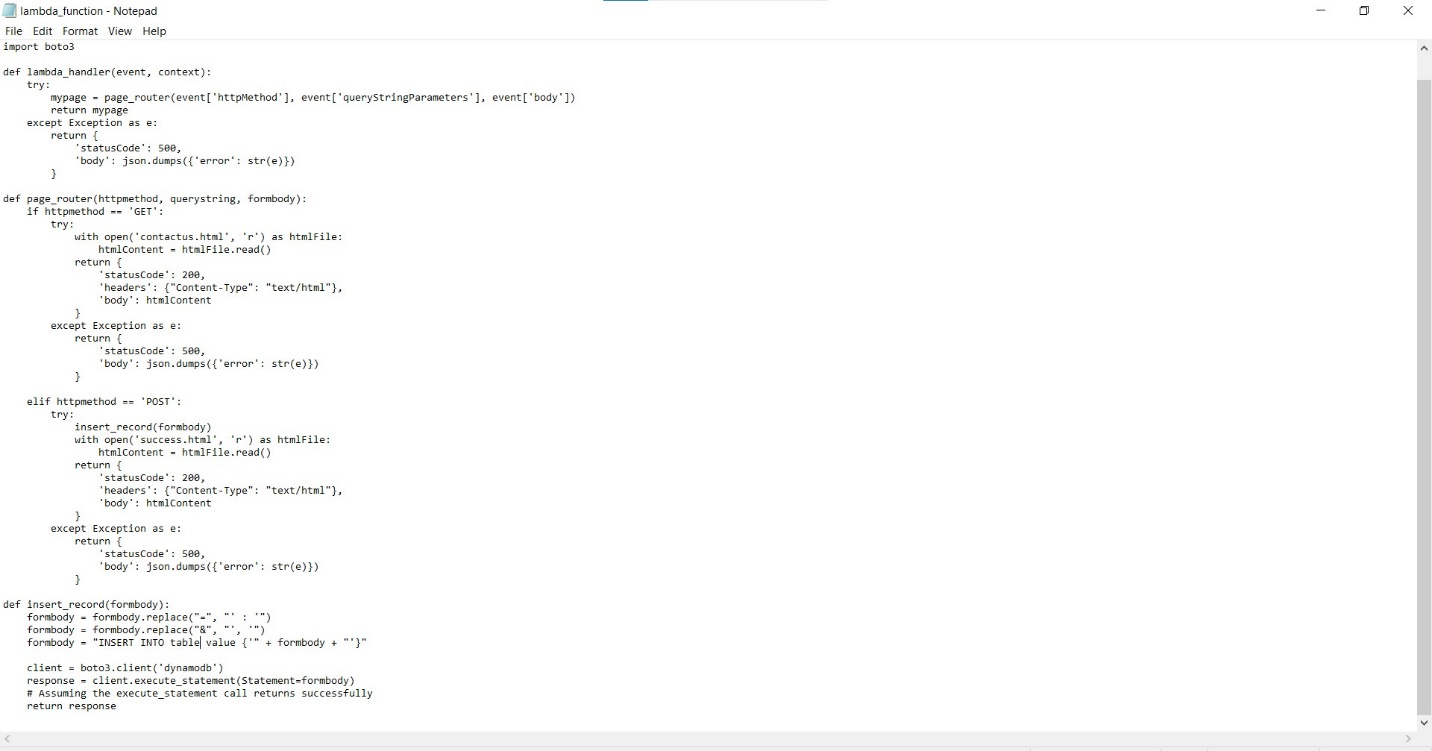 lambda_function - Notepad
File Edit Format View Help
import boto3

def lambda_handler(event, context):
    try:
        mypage = page_router(event['httpMethod'], event['queryStringParameters'], event['body'])
        return mypage
    except Exception as e:
        return {
            'statusCode': 500,
            'body': json.dumps({'error': str(e)})
        }

def page_router(httpmethod, querystring, formbody):
    if httpmethod == 'GET':
        try:
            with open('contactus.html', 'r') as htmlFile:
                htmlContent = htmlFile.read()
            return {
                'statusCode': 200,
                'headers': {"Content-Type": "text/html"},
                'body': htmlContent
            }
        except Exception as e:
            return {
                'statusCode': 500,
                'body': json.dumps({'error': str(e)})
            }

    elif httpmethod == 'POST':
        try:
            insert_record(formbody)
            with open('success.html', 'r') as htmlFile:
                htmlContent = htmlFile.read()
            return {
                'statusCode': 200,
                'headers': {"Content-Type": "text/html"},
                'body': htmlContent
            }
        except Exception as e:
            return {
                'statusCode': 500,
                'body': json.dumps({'error': str(e)})
            }

def insert_record(formbody):
    formbody = formbody.replace("=", "' : '")
    formbody = formbody.replace("&", "', '")
    formbody = "INSERT INTO table value {'" + formbody + "'}"

    client = boto3.client('dynamodb')
    response = client.execute_statement(Statement=formbody)
    # Assuming the execute_statement call returns successfully
    return response